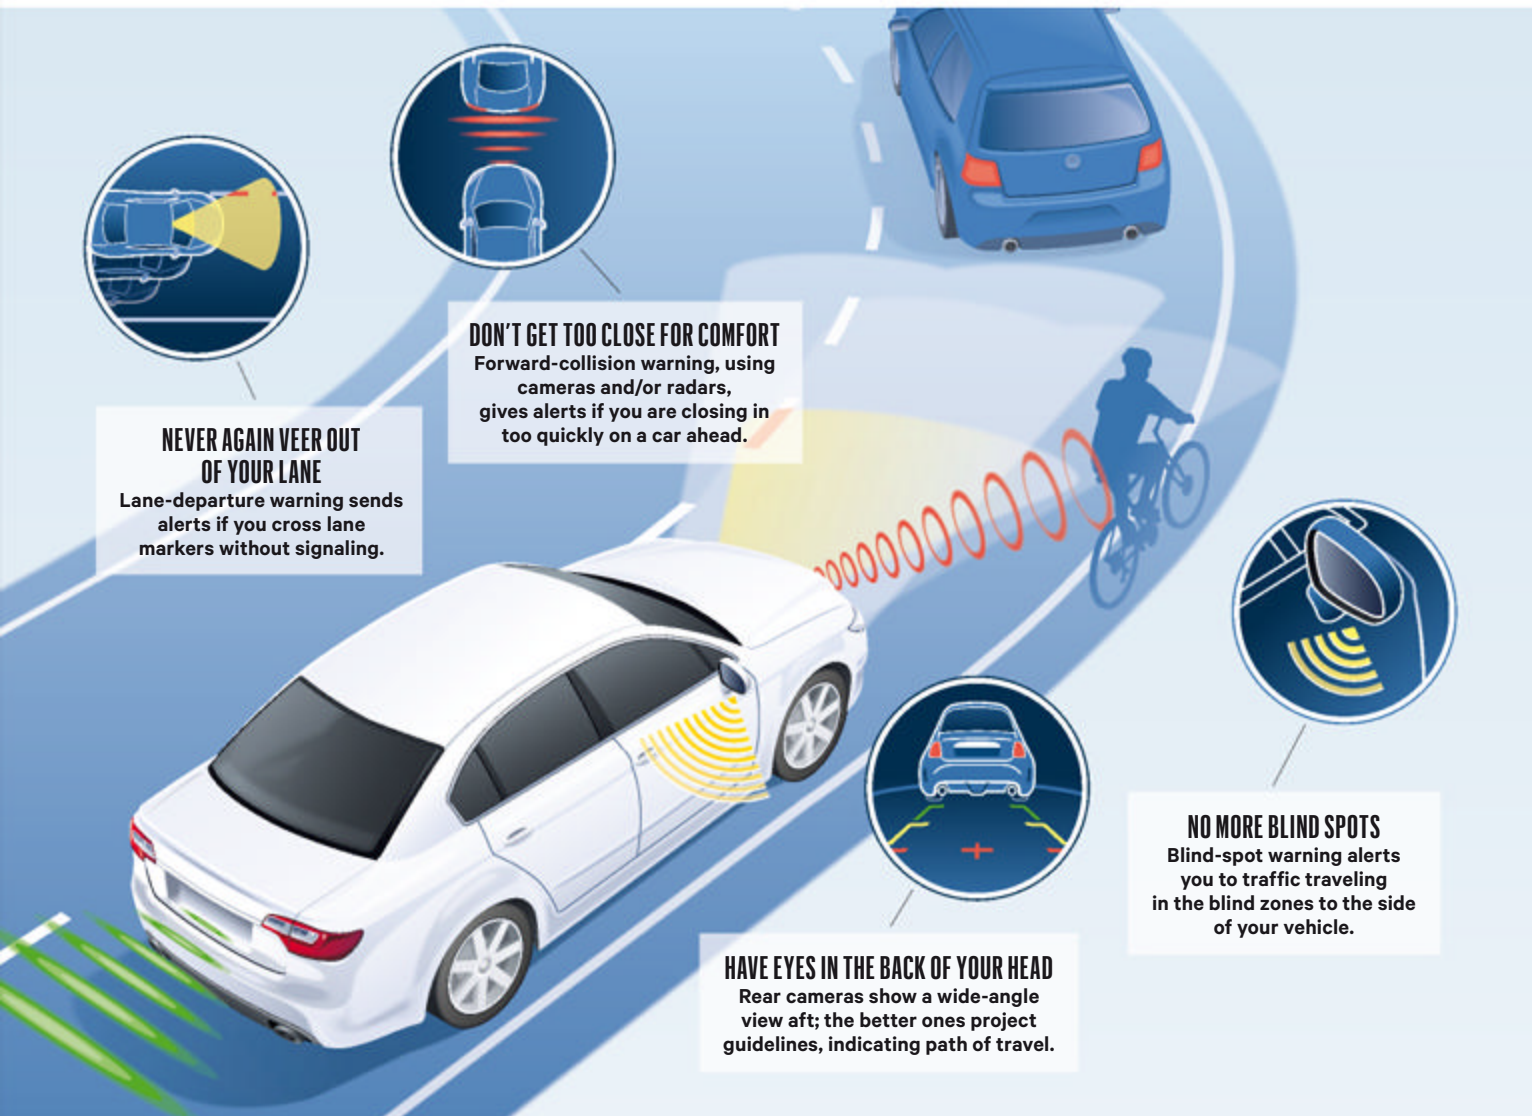 DON'T GET TOO CLOSE FOR COMFORT
Forward-collision warning, using
cameras and/or radars,
gives alerts if you are closing in
too quickly on a car ahead.
NEVER AGAIN VEER OUT
OF YOUR LANE
Lane-departure warning sends
alerts if you cross lane
markers without signaling.
NO MORE BLIND SPOTS
Blind-spot warning alerts
you to traffic traveling
in the blind zones to the side
of your vehicle.
HAVE EYES IN THE BACK OF YOUR HEAD
Rear cameras show a wide-angle
view aft; the better ones project
guidelines, indicating path of travel.